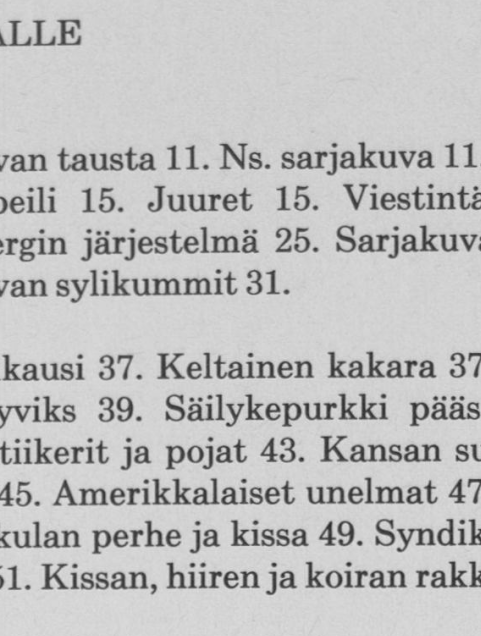 ALLE
van tausta 11. Ns. sarjakuva 11.
peili 15. Juuret 15. Viestintä
ergin järjestelmä 25. Sarjakuva
van sylikummit 31.
kausi 37. Keltainen kakara 37
yviks 39. Säilykepurkki pääs
tiikerit ja pojat 43. Kansan su
45. Amerikkalaiset unelmat 47
kulan perhe ja kissa 49. Syndik
51. Kissan, hiiren ja koiran rakk